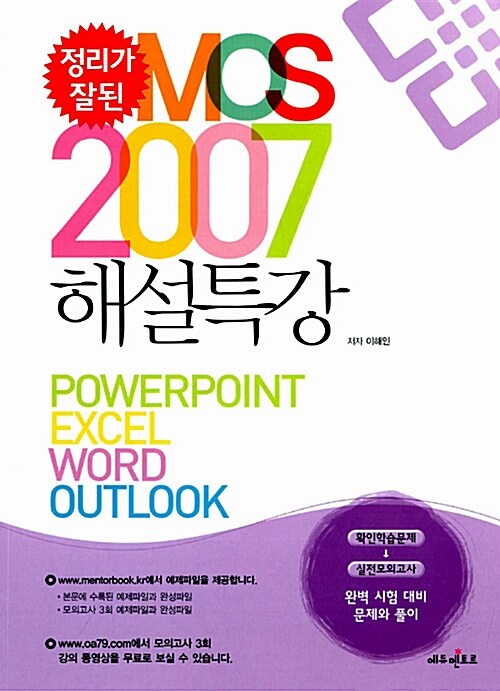 정리가
잘된
MOS
2007
해설특강
저자 이해인
POWERPOINT
EXCEL
WORD
OUTLOOK
확인학습문제
↓
실전모의고사
완벽 시험 대비
문제와 풀이
www.mentorbook.kr에서 예제파일을 제공합니다.
• 본문에 수록된 예제파일과 완성파일
• 모의고사 3회 예제파일과 완성파일
www.oa79.com에서 모의고사 3회
강의 동영상을 무료로 보실 수 있습니다.
에듀멘토르